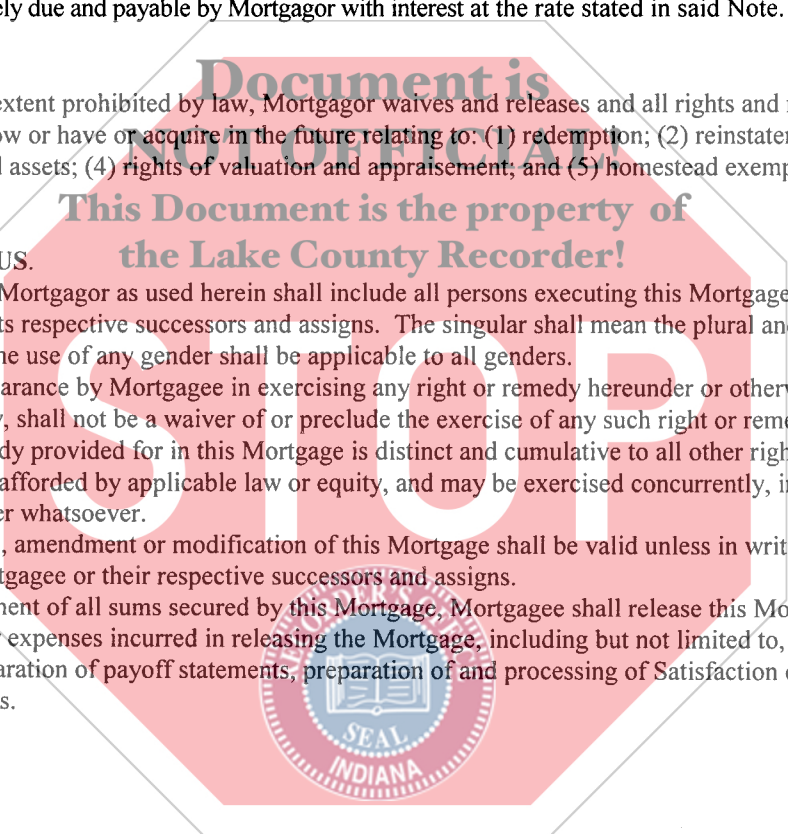 ely due and payable by Mortgagor with interest at the rate stated in said Note.
Document is
extent prohibited by law, Mortgagor waives and releases and all rights and
ow or have or acquire in the future relating to: (1) redemption; (2) reinstate
NOT OFFICIAL!
l assets; (4) rights of valuation and appraisement; and (5) homestead exemp
This Document is the property of
the Lake County Recorder!
US.
Mortgagor as used herein shall include all persons executing this Mortgage
ts respective successors and assigns. The singular shall mean the plural an
he use of any gender shall be applicable to all genders.
STOP
arance by Mortgagee in exercising any right or remedy hereunder or other
, shall not be a waiver of or preclude the exercise of any such right or reme
dy provided for in this Mortgage is distinct and cumulative to all other righ
afforded by applicable law or equity, and may be exercised concurrently, i
er whatsoever.
, amendment or modification of this Mortgage shall be valid unless in writ
tgagee or their respective successors and assigns.
ment of all sums secured by this Mortgage, Mortgagee shall release this Mo
expenses incurred in releasing the Mortgage, including but not limited to,
aration of payoff statements, preparation of and processing of Satisfaction
s.
RECORDER'S OFFICE
SEAL
INDIANA